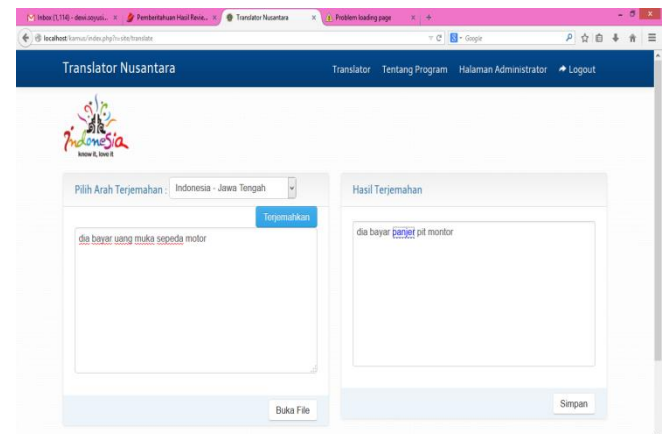 Inbox (1,114) - dewi.soyusi... × Pemberitahuan Hasil Revie... × Translator Nusantara × Problem loading page × +
localhost/kamus/index.php?r=site/translate Google
Translator Nusantara Translator Tentang Program Halaman Administrator Logout
Indonesia
know it, love it
Pilih Arah Terjemahan : Indonesia - Jawa Tengah
Hasil Terjemahan
Terjemahkan
dia bayar uang muka sepeda motor
dia bayar panjer pit montor
Buka File
Simpan